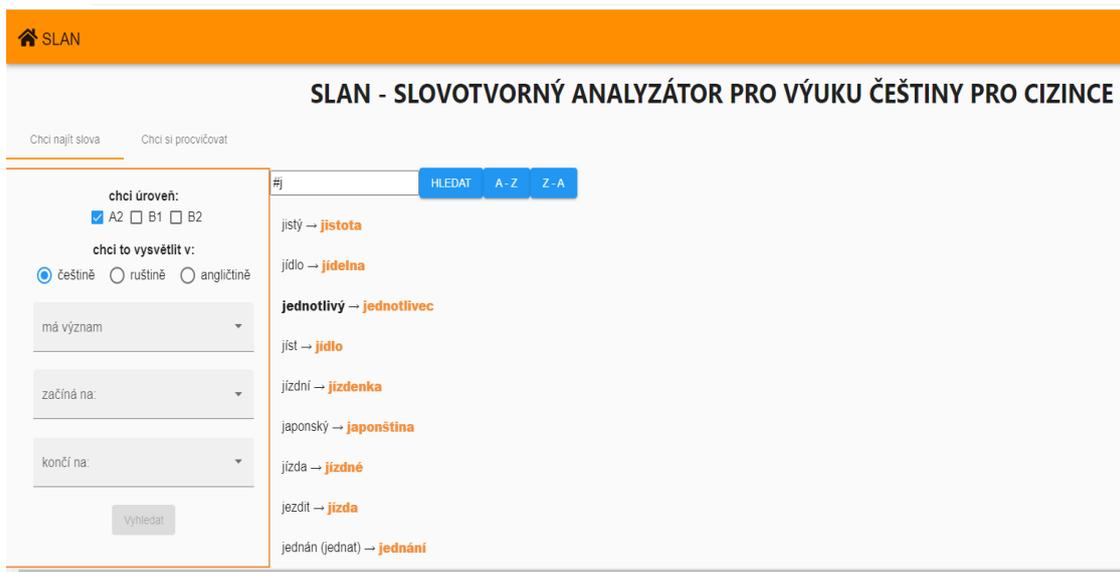 SLAN
SLAN - SLOVOTVORNÝ ANALYZÁTOR PRO VÝUKU ČEŠTINY PRO CIZINCE
Chci najít slova Chci si procvičovat
chci úroveň:
A2 B1 B2
chci to vysvětlit v:
češtině ruštině angličtině
má význam
začíná na:
končí na:
Vyhledat
#j HLEDAT A - Z Z - A
jistý → jistota
jídlo → jídelna
jednotlivý → jednotlivec
jíst → jídlo
jízdní → jízdenka
japonský → japonština
jízda → jízdné
jezdit → jízda
jednán (jednat) → jednání